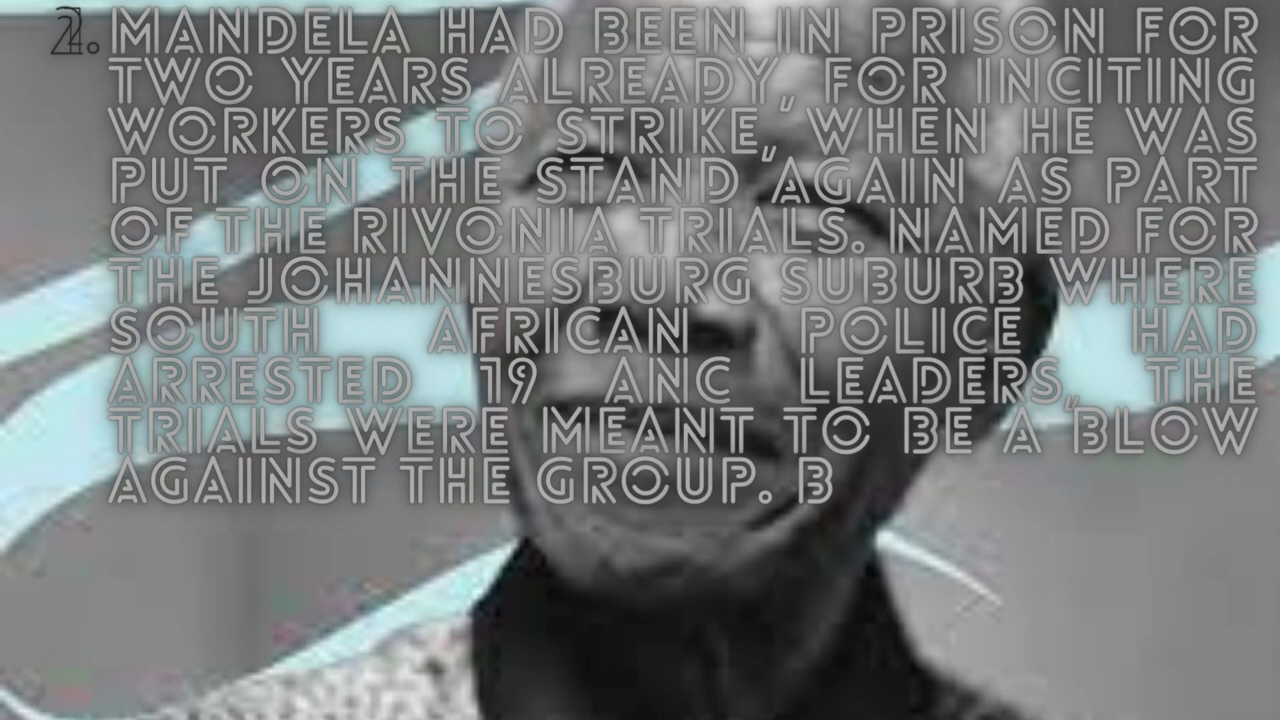 2. MANDELA HAD BEEN IN PRISON FOR
TWO YEARS ALREADY, FOR INCITING
WORKERS TO STRIKE, WHEN HE WAS
PUT ON THE STAND AGAIN AS PART
OF THE RIVONIA TRIALS. NAMED FOR
THE JOHANNESBURG SUBURB WHERE
SOUTH AFRICAN POLICE HAD
ARRESTED 19 ANC LEADERS, THE
TRIALS WERE MEANT TO BE A BLOW
AGAINST THE GROUP. B